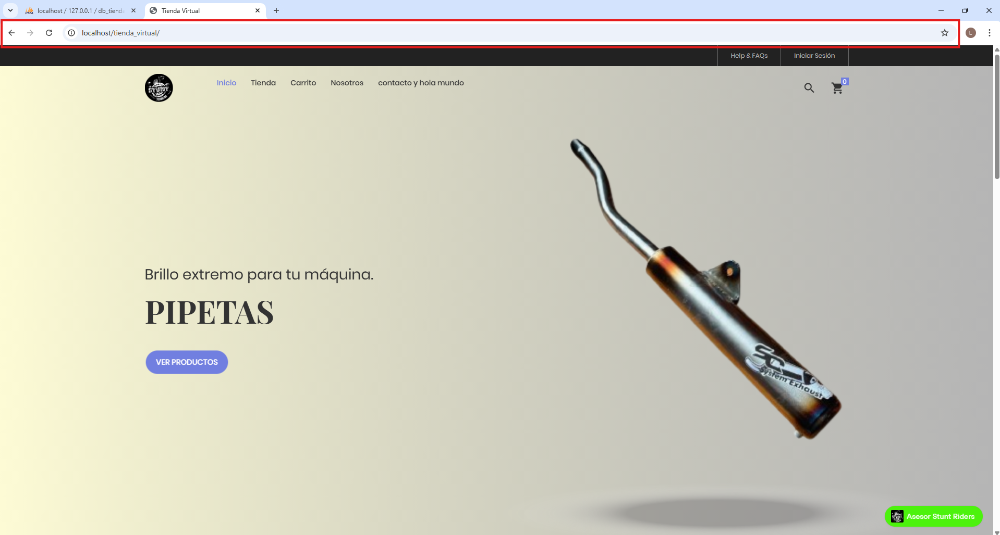 localhost / 127.0.0.1 / db_tienda
Tienda Virtual
localhost/tienda_virtual/
L
Help & FAQs
Iniciar Sesión
STUNT
Inicio
Tienda
Carrito
Nosotros
contacto y hola mundo
0
Brillo extremo para tu máquina.
PIPETAS
VER PRODUCTOS
SC
System Exhaust
Asesor Stunt Riders